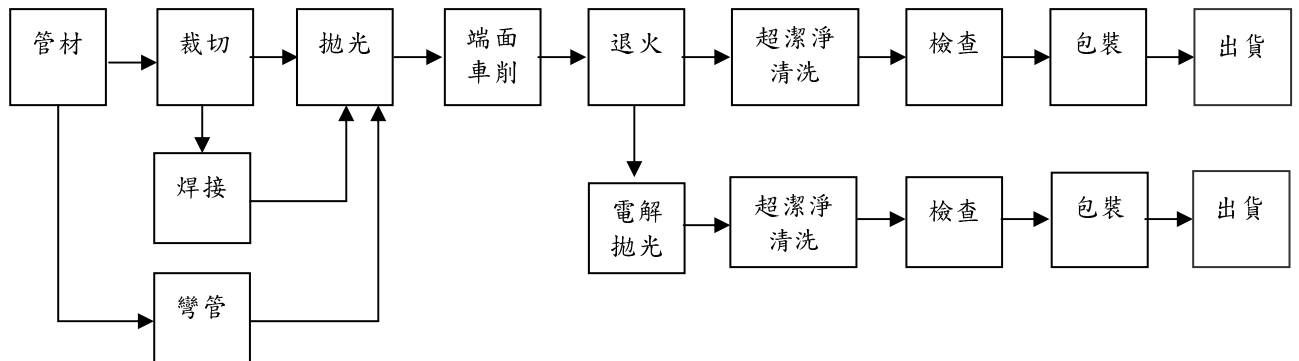 管材
裁切
拋光
端面
車削
退火
超潔淨
清洗
檢查
包裝
出貨
焊接
電解
拋光
超潔淨
清洗
檢查
包裝
出貨
彎管